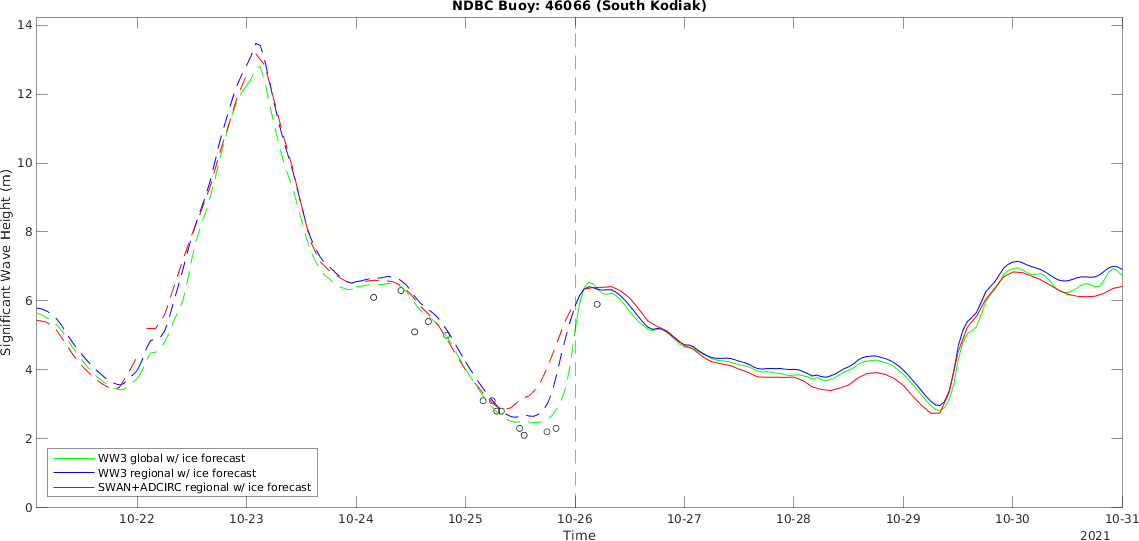 NDBC Buoy: 46066 (South Kodiak)
Significant Wave Height (m)
14
12
10
8
6
4
2
0
WW3 global w/ ice forecast
WW3 regional w/ ice forecast
SWAN+ADCIRC regional w/ ice forecast
10-22 10-23 10-24 10-25 10-26 10-27 10-28 10-29 10-30 10-31
Time
2021